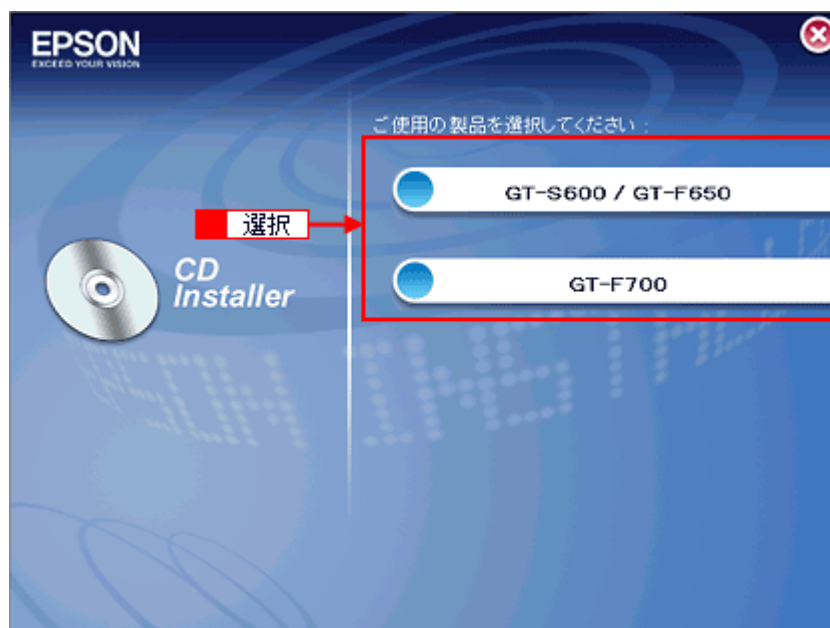 EPSON
EXCEED YOUR VISION
ご使用の製品を選択してください :
GT-S600 / GT-F650
選択
CD
Installer
GT-F700